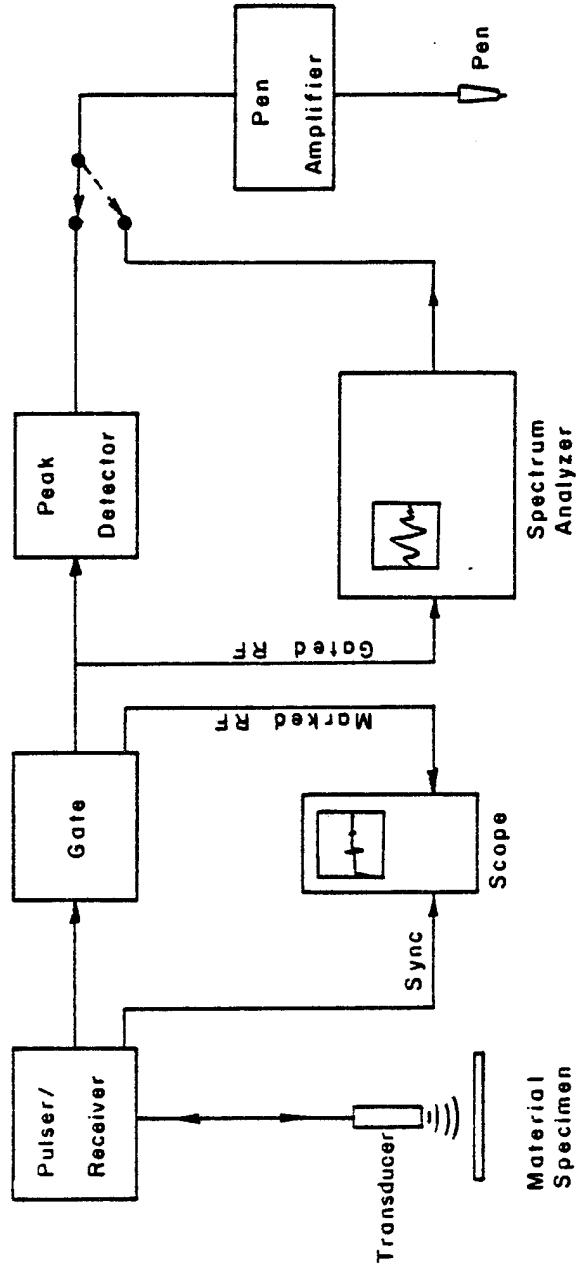 Pulser/
Receiver
Gate
Peak
Detector
Pen
Amplifier
Pen
Marked RF
Gated RF
Sync
Transducer
Scope
Spectrum
Analyzer
Material
Specimen